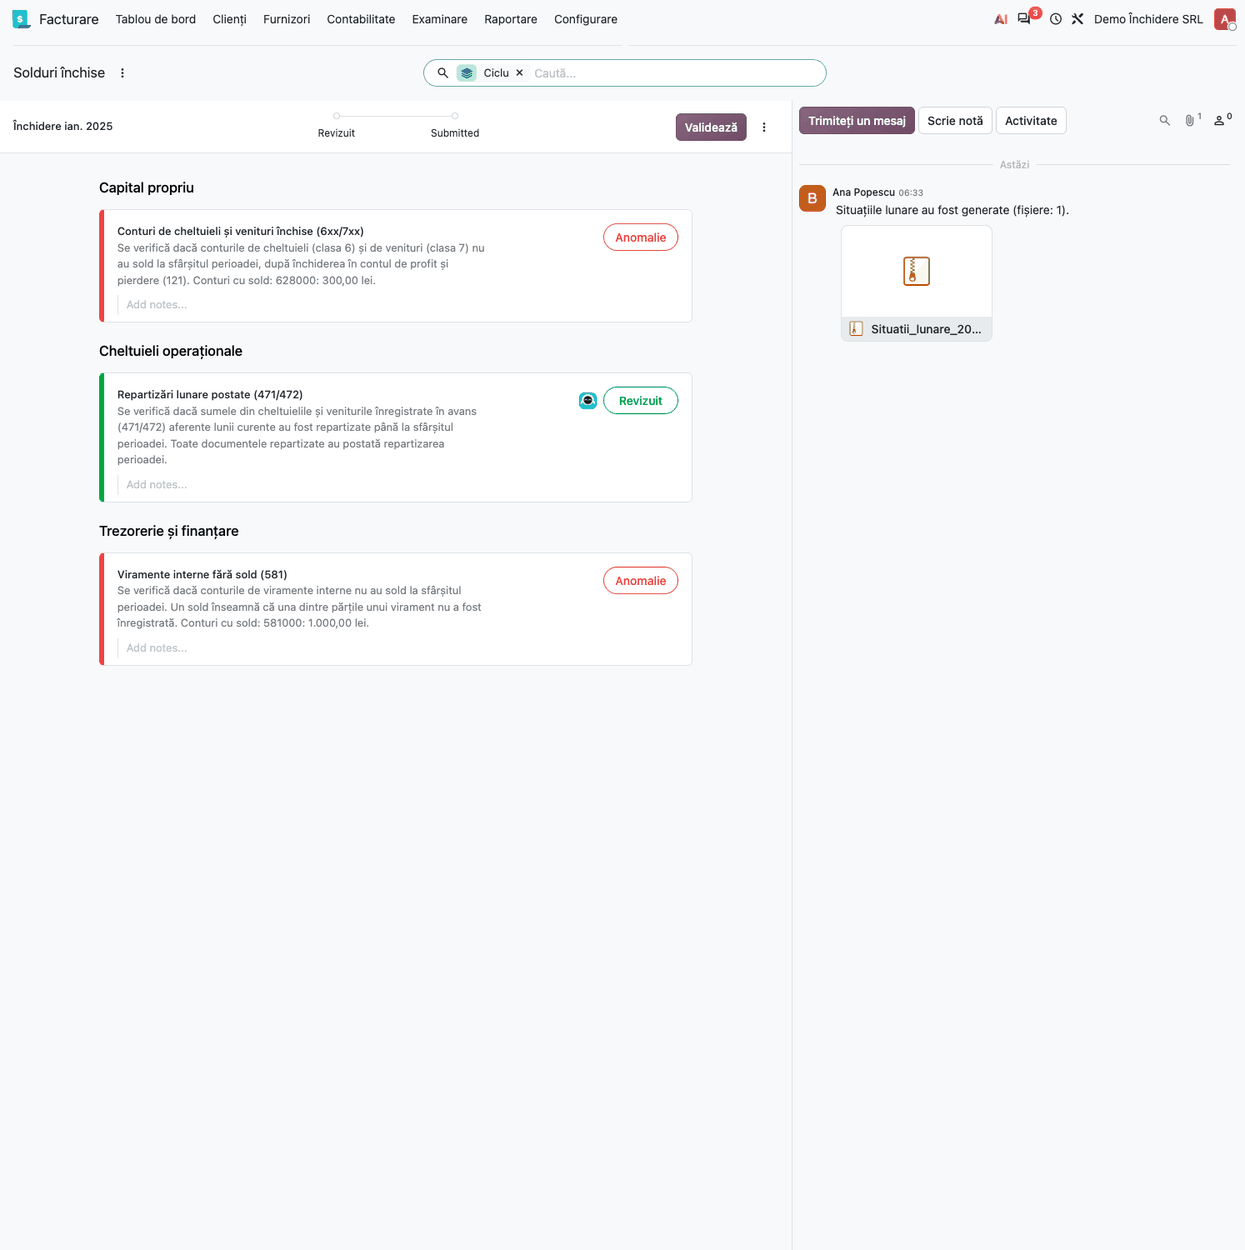 Facturare Tablou de bord Clienți Furnizori Contabilitate Examinare Raportare Configurare AI 3 Demo Închidere SRL A
Solduri închise Ciclu Caută...
Închidere ian. 2025 Revizuit Submitted Validează
Trimiteți un mesaj Scrie notă Activitate 1 0
Capital propriu
Conturi de cheltuieli și venituri închise (6xx/7xx) Anomalie
Se verifică dacă conturile de cheltuieli (clasa 6) și de venituri (clasa 7) nu
au sold la sfârșitul perioadei, după închiderea în contul de profit și
pierdere (121). Conturi cu sold: 628000: 300,00 lei.
Add notes...
Cheltuieli operaționale
Repartizări lunare postate (471/472) Revizuit
Se verifică dacă sumele din cheltuielile și veniturile înregistrate în avans
(471/472) aferente lunii curente au fost repartizate până la sfârșitul
perioadei. Toate documentele repartizate au postată repartizarea
perioadei.
Add notes...
Trezorerie și finanțare
Viramente interne fără sold (581) Anomalie
Se verifică dacă conturile de viramente interne nu au sold la sfârșitul
perioadei. Un sold înseamnă că una dintre părțile unui virament nu a fost
înregistrată. Conturi cu sold: 581000: 1.000,00 lei.
Add notes...
Astăzi
B Ana Popescu 06:33
Situațiile lunare au fost generate (fișiere: 1).
Situatii_lunare_20...